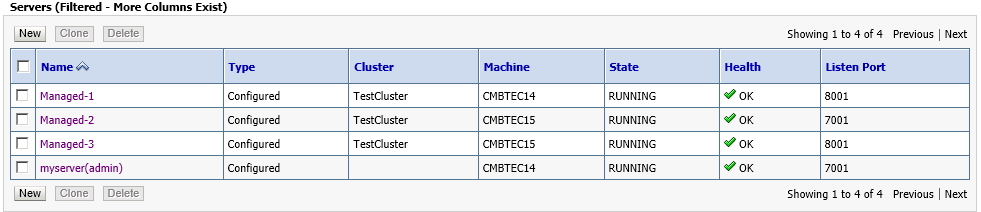 Servers (Filtered - More Columns Exist)
New Clone Delete Showing 1 to 4 of 4 Previous | Next
Name Type Cluster Machine State Health Listen Port
Managed-1 Configured TestCluster CMBTEC14 RUNNING OK 8001
Managed-2 Configured TestCluster CMBTEC15 RUNNING OK 7001
Managed-3 Configured TestCluster CMBTEC15 RUNNING OK 8001
myserver(admin) Configured CMBTEC14 RUNNING OK 7001
New Clone Delete Showing 1 to 4 of 4 Previous | Next